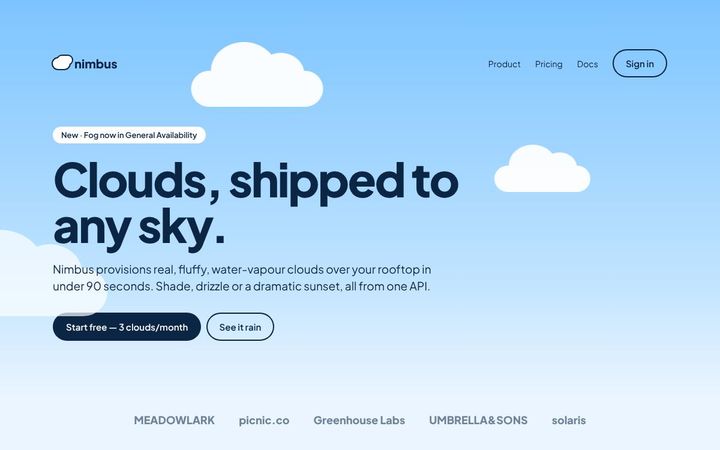 nimbus
Product
Pricing
Docs
Sign in
New · Fog now in General Availability
Clouds, shipped to
any sky.
Nimbus provisions real, fluffy, water-vapour clouds over your rooftop in
under 90 seconds. Shade, drizzle or a dramatic sunset, all from one API.
Start free — 3 clouds/month
See it rain
MEADOWLARK
picnic.co
Greenhouse Labs
UMBRELLA&SONS
solaris